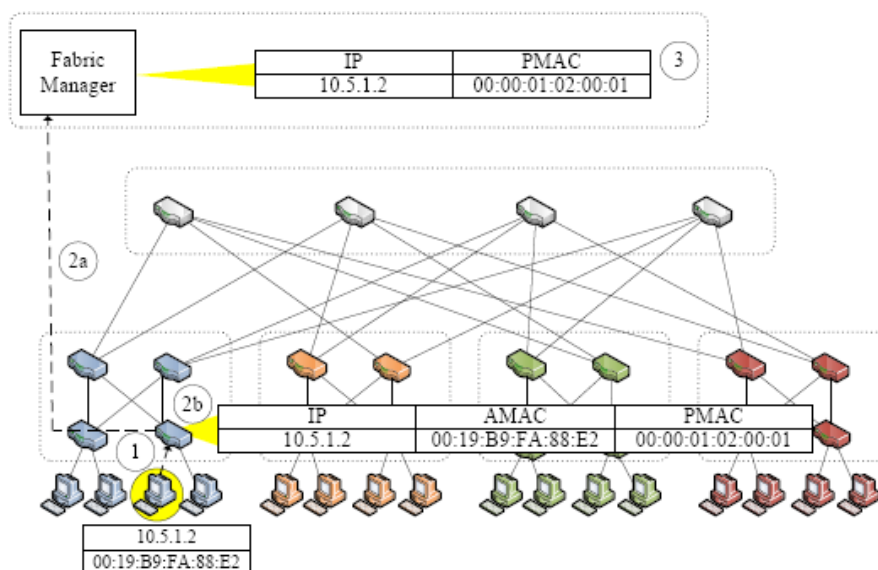 Fabric Manager
IP PMAC
10.5.1.2 00:00:01:02:00:01
3
2a
2b
IP AMAC PMAC
10.5.1.2 00:19:B9:FA:88:E2 00:00:01:02:00:01
1
10.5.1.2
00:19:B9:FA:88:E2